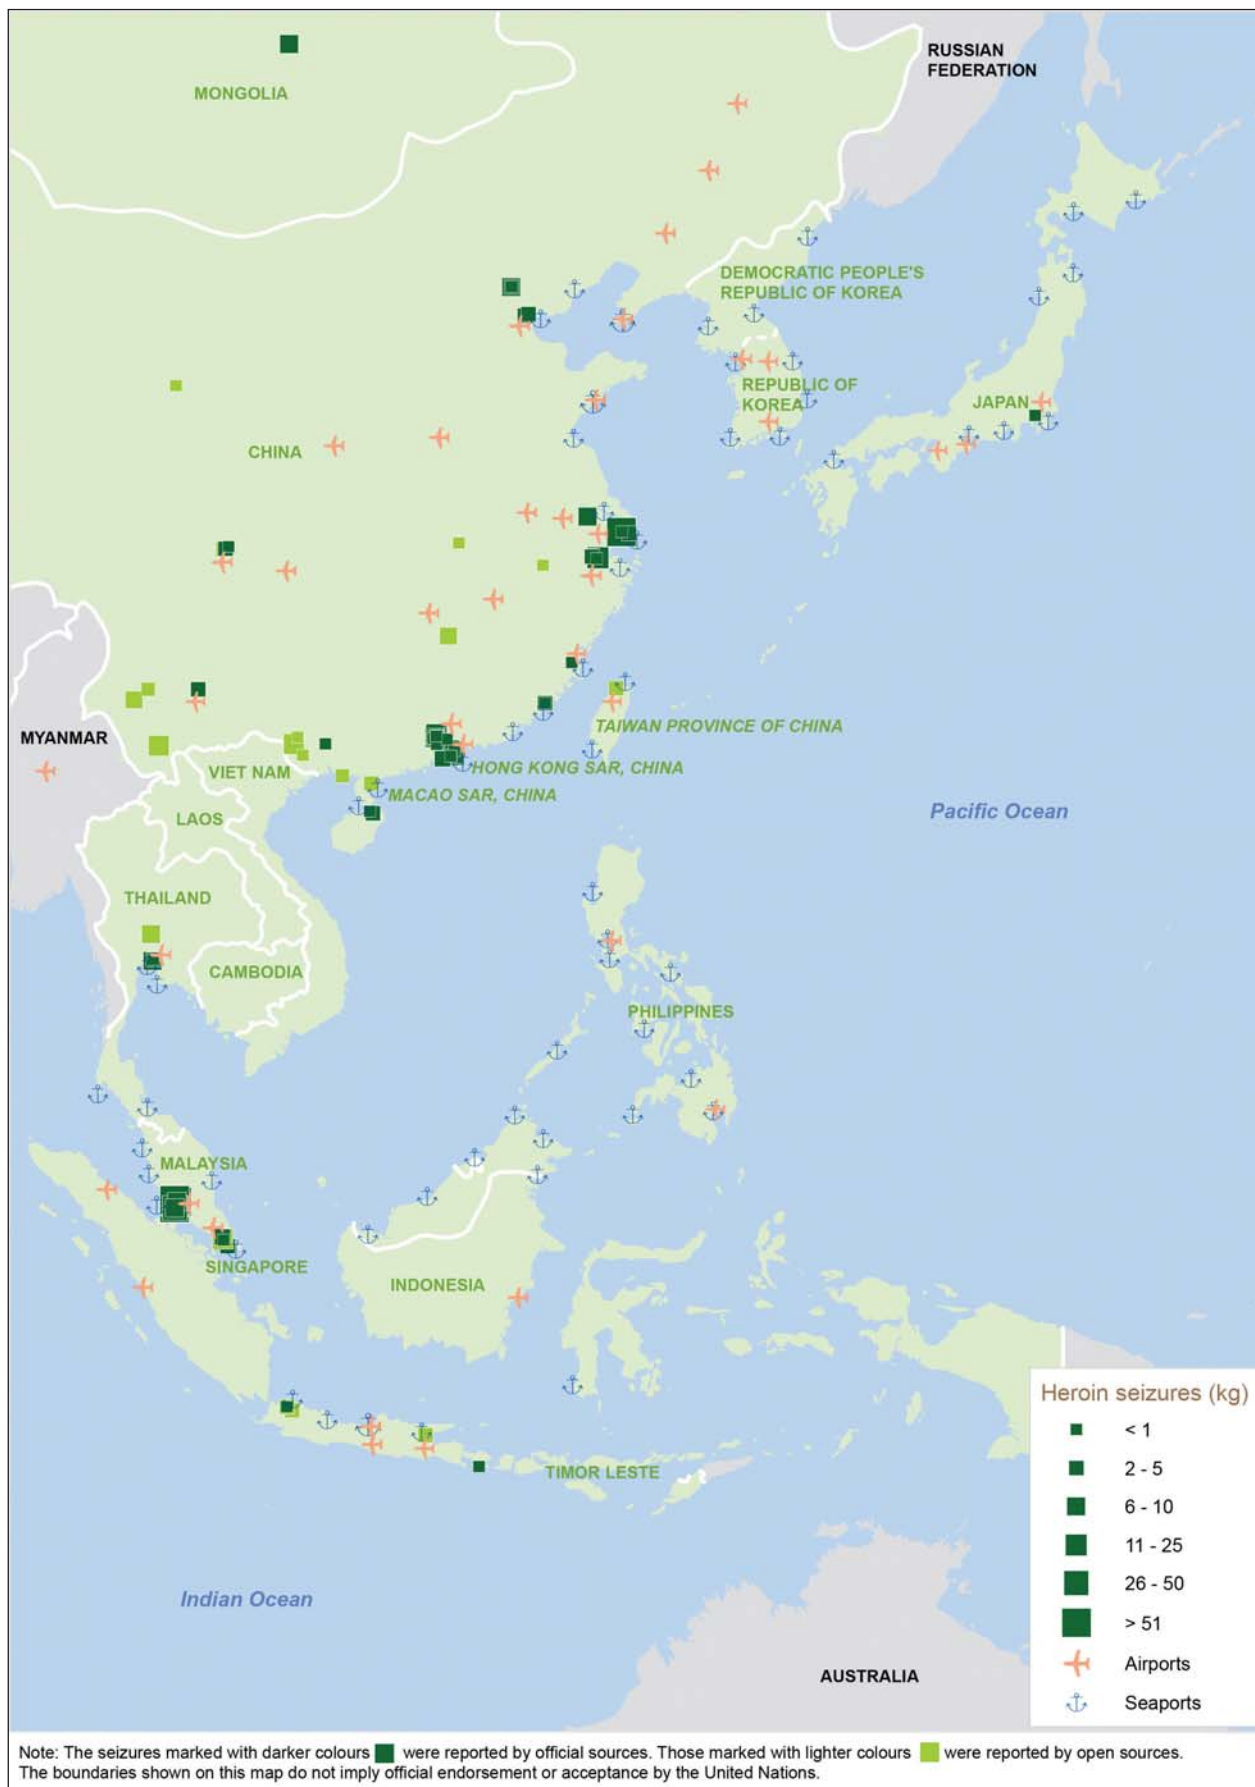 RUSSIAN
FEDERATION
MONGOLIA
DEMOCRATIC PEOPLE'S
REPUBLIC OF KOREA
REPUBLIC OF
KOREA
JAPAN
CHINA
MYANMAR
TAIWAN PROVINCE OF CHINA
VIET NAM
HONG KONG SAR, CHINA
MACAO SAR, CHINA
LAOS
Pacific Ocean
THAILAND
CAMBODIA
PHILIPPINES
MALAYSIA
SINGAPORE
INDONESIA
TIMOR LESTE
Indian Ocean
AUSTRALIA
Heroin seizures (kg)
< 1
2 - 5
6 - 10
11 - 25
26 - 50
> 51
Airports
Seaports
Note: The seizures marked with darker colours were reported by official sources. Those marked with lighter colours were reported by open sources.
The boundaries shown on this map do not imply official endorsement or acceptance by the United Nations.